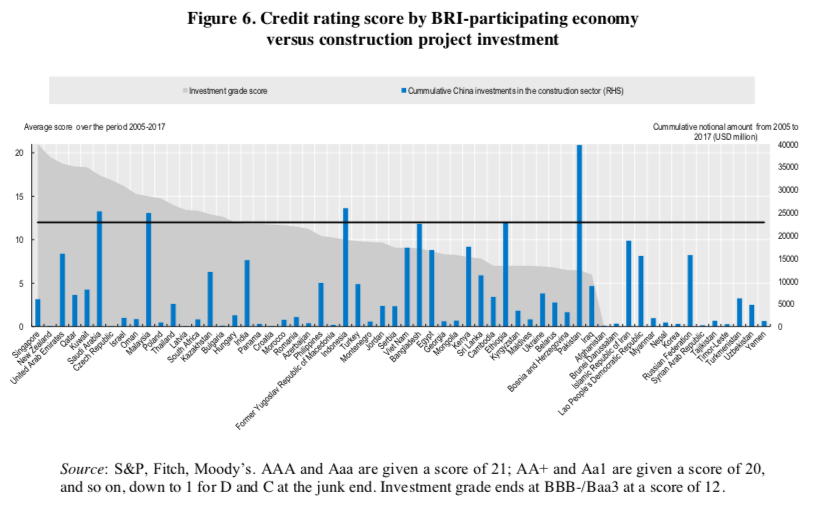 Figure 6. Credit rating score by BRI-participating economy
versus construction project investment
Investment grade score
Cummulative China investments in the construction sector (RHS)
Average score over the period 2005-2017
Cummulative notional amount from 2005 to
2017 (USD million)
20
15
10
5
0
40000
35000
30000
25000
20000
15000
10000
5000
0
Singapore
New Zealand
United Arab Emirates
Qatar
Kuwait
Saudi Arabia
Czech Republic
Israel
Oman
Malaysia
Poland
Thailand
Latvia
South Africa
Kazakhstan
Bulgaria
Hungary
India
Panama
Croatia
Morocco
Romania
Azerbaijan
Philippines
Former Yugoslav Republic of Macedonia
Indonesia
Turkey
Montenegro
Jordan
Serbia
Viet Nam
Bangladesh
Egypt
Georgia
Mongolia
Kenya
Sri Lanka
Cambodia
Ethiopia
Kyrgyzstan
Maldives
Ukraine
Belarus
Bosnia and Herzegovina
Pakistan
Iraq
Afghanistan
Brunei Darussalam
Islamic Republic of Iran
Lao People's Democratic Republic
Myanmar
Nepal
Korea
Russian Federation
Syrian Arab Republic
Tajikistan
Timor-Leste
Turkmenistan
Uzbekistan
Yemen
Source: S&P, Fitch, Moody's. AAA and Aaa are given a score of 21; AA+ and Aa1 are given a score of 20,
and so on, down to 1 for D and C at the junk end. Investment grade ends at BBB-/Baa3 at a score of 12.